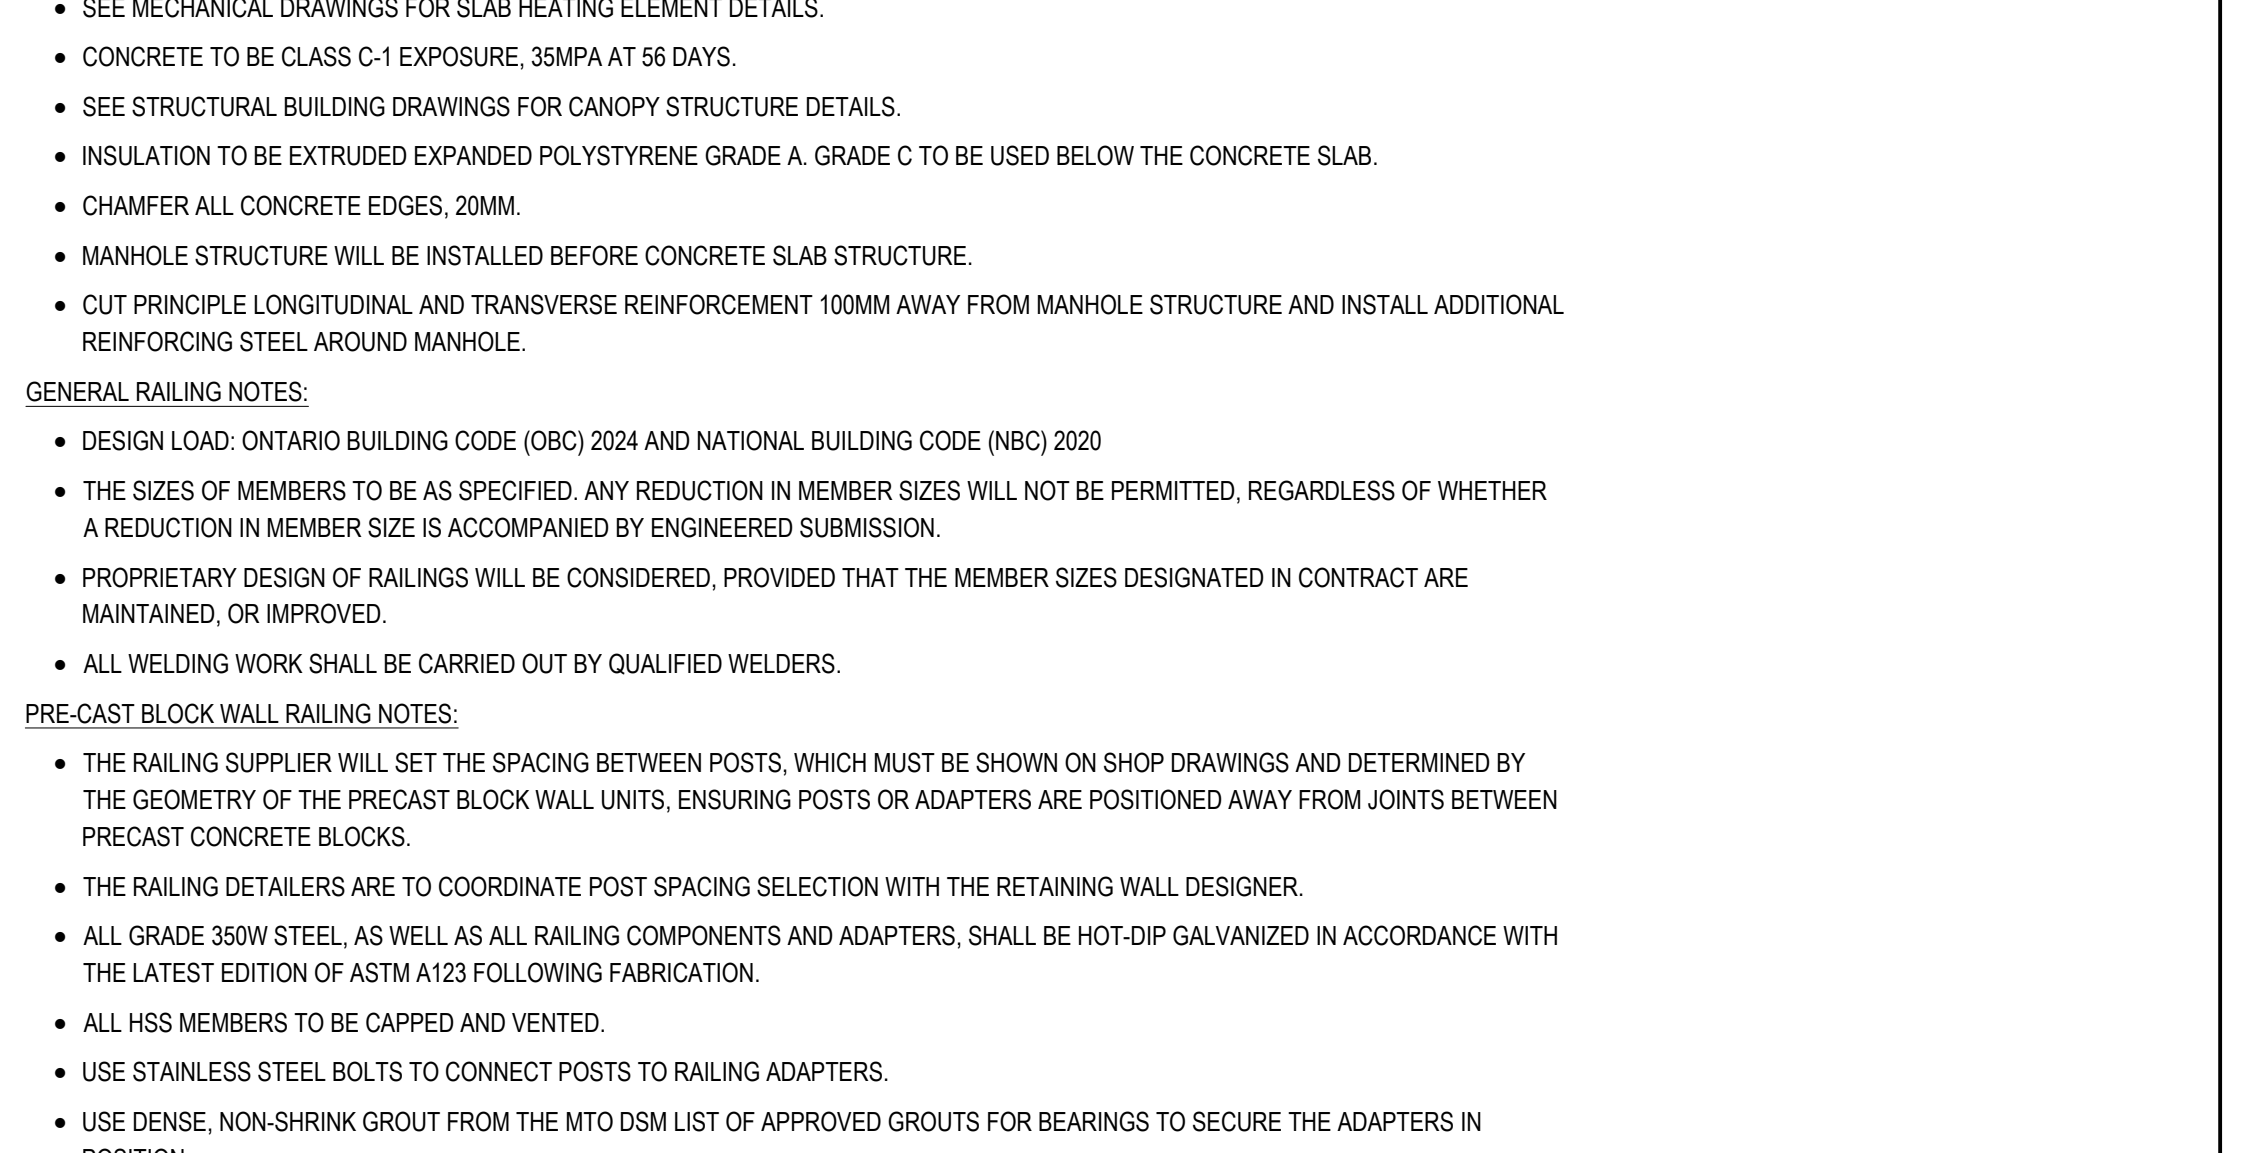 • SEE MECHANICAL DRAWINGS FOR SLAB HEATING ELEMENT DETAILS.
• CONCRETE TO BE CLASS C-1 EXPOSURE, 35MPA AT 56 DAYS.
• SEE STRUCTURAL BUILDING DRAWINGS FOR CANOPY STRUCTURE DETAILS.
• INSULATION TO BE EXTRUDED EXPANDED POLYSTYRENE GRADE A. GRADE C TO BE USED BELOW THE CONCRETE SLAB.
• CHAMFER ALL CONCRETE EDGES, 20MM.
• MANHOLE STRUCTURE WILL BE INSTALLED BEFORE CONCRETE SLAB STRUCTURE.
• CUT PRINCIPLE LONGITUDINAL AND TRANSVERSE REINFORCEMENT 100MM AWAY FROM MANHOLE STRUCTURE AND INSTALL ADDITIONAL
REINFORCING STEEL AROUND MANHOLE.
GENERAL RAILING NOTES:
• DESIGN LOAD: ONTARIO BUILDING CODE (OBC) 2024 AND NATIONAL BUILDING CODE (NBC) 2020
• THE SIZES OF MEMBERS TO BE AS SPECIFIED. ANY REDUCTION IN MEMBER SIZES WILL NOT BE PERMITTED, REGARDLESS OF WHETHER
A REDUCTION IN MEMBER SIZE IS ACCOMPANIED BY ENGINEERED SUBMISSION.
• PROPRIETARY DESIGN OF RAILINGS WILL BE CONSIDERED, PROVIDED THAT THE MEMBER SIZES DESIGNATED IN CONTRACT ARE
MAINTAINED, OR IMPROVED.
• ALL WELDING WORK SHALL BE CARRIED OUT BY QUALIFIED WELDERS.
PRE-CAST BLOCK WALL RAILING NOTES:
• THE RAILING SUPPLIER WILL SET THE SPACING BETWEEN POSTS, WHICH MUST BE SHOWN ON SHOP DRAWINGS AND DETERMINED BY
THE GEOMETRY OF THE PRECAST BLOCK WALL UNITS, ENSURING POSTS OR ADAPTERS ARE POSITIONED AWAY FROM JOINTS BETWEEN
PRECAST CONCRETE BLOCKS.
• THE RAILING DETAILERS ARE TO COORDINATE POST SPACING SELECTION WITH THE RETAINING WALL DESIGNER.
• ALL GRADE 350W STEEL, AS WELL AS ALL RAILING COMPONENTS AND ADAPTERS, SHALL BE HOT-DIP GALVANIZED IN ACCORDANCE WITH
THE LATEST EDITION OF ASTM A123 FOLLOWING FABRICATION.
• ALL HSS MEMBERS TO BE CAPPED AND VENTED.
• USE STAINLESS STEEL BOLTS TO CONNECT POSTS TO RAILING ADAPTERS.
• USE DENSE, NON-SHRINK GROUT FROM THE MTO DSM LIST OF APPROVED GROUTS FOR BEARINGS TO SECURE THE ADAPTERS IN